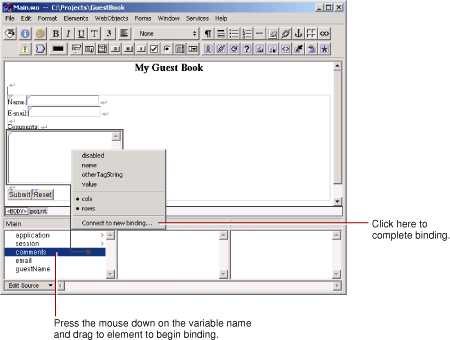 Main.wo -- C:\Projects\GuestBook
File Edit Format Elements WebObjects Forms Window Services Help
B I U T 3 None
My Guest Book
Name:
E-mail:
Comments:
disabled
name
otherTagString
value
cols
rows
Connect to new binding...
Submit Reset
<BODY> point
Main
application >
session >
comments
email
guestName
Edit Source
Click here to
complete binding.
Press the mouse down on the variable name
and drag to element to begin binding.